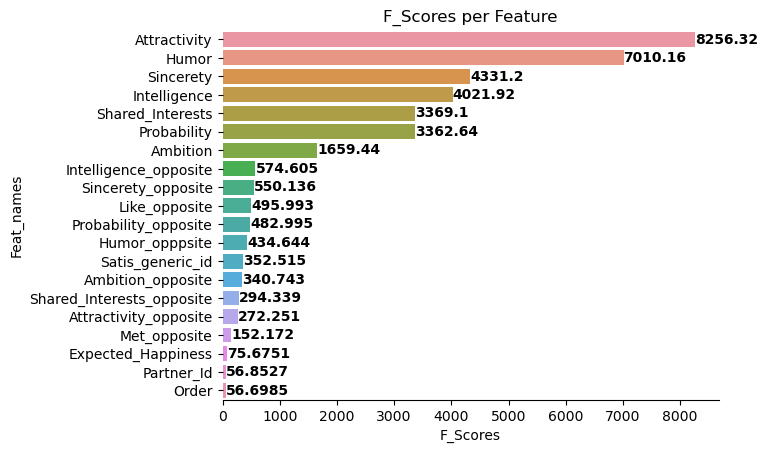 F_Scores per Feature
Attractivity 8256.32
Humor 7010.16
Sincerety 4331.2
Intelligence 4021.92
Shared_Interests 3369.1
Probability 3362.64
Ambition 1659.44
Intelligence_opposite 574.605
Sincerety_opposite 550.136
Like_opposite 495.993
Probability_opposite 482.995
Humor_opppsite 434.644
Satis_generic_id 352.515
Ambition_opposite 340.743
Shared_Interests_opposite 294.339
Attractivity_opposite 272.251
Met_opposite 152.172
Expected_Happiness 75.6751
Partner_Id 56.8527
Order 56.6985
Feat_names
0 1000 2000 3000 4000 5000 6000 7000 8000
F_Scores